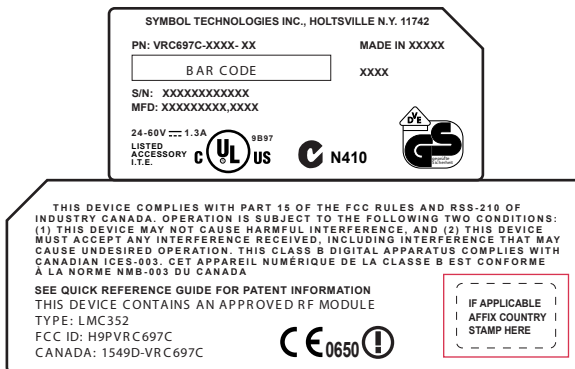 SYMBOL TECHNOLOGIES INC., HOLTSVILLE N.Y. 11742
PN: VRC697C-XXXX- XX MADE IN XXXXX
BAR CODE XXXX
S/N: XXXXXXXXXXXX
MFD: XXXXXXXXX,XXXX
24-60V 1.3A
LISTED
ACCESSORY
I.T.E.
C UL US
9B97
N410
DVE
GS
geprüfte
Sicherheit
THIS DEVICE COMPLIES WITH PART 15 OF THE FCC RULES AND RSS-210 OF
INDUSTRY CANADA. OPERATION IS SUBJECT TO THE FOLLOWING TWO CONDITIONS:
(1) THIS DEVICE MAY NOT CAUSE HARMFUL INTERFERENCE, AND (2) THIS DEVICE
MUST ACCEPT ANY INTERFERENCE RECEIVED, INCLUDING INTERFERENCE THAT MAY
CAUSE UNDESIRED OPERATION. THIS CLASS B DIGITAL APPARATUS COMPLIES WITH
CANADIAN ICES-003. CET APPAREIL NUMÉRIQUE DE LA CLASSE B EST CONFORME
À LA NORME NMB-003 DU CANADA
SEE QUICK REFERENCE GUIDE FOR PATENT INFORMATION
THIS DEVICE CONTAINS AN APPROVED RF MODULE
TYPE: LMC352
FCC ID: H9PVRC697C
CANADA: 1549D-VRC697C
CE0650
IF APPLICABLE
AFFIX COUNTRY
STAMP HERE